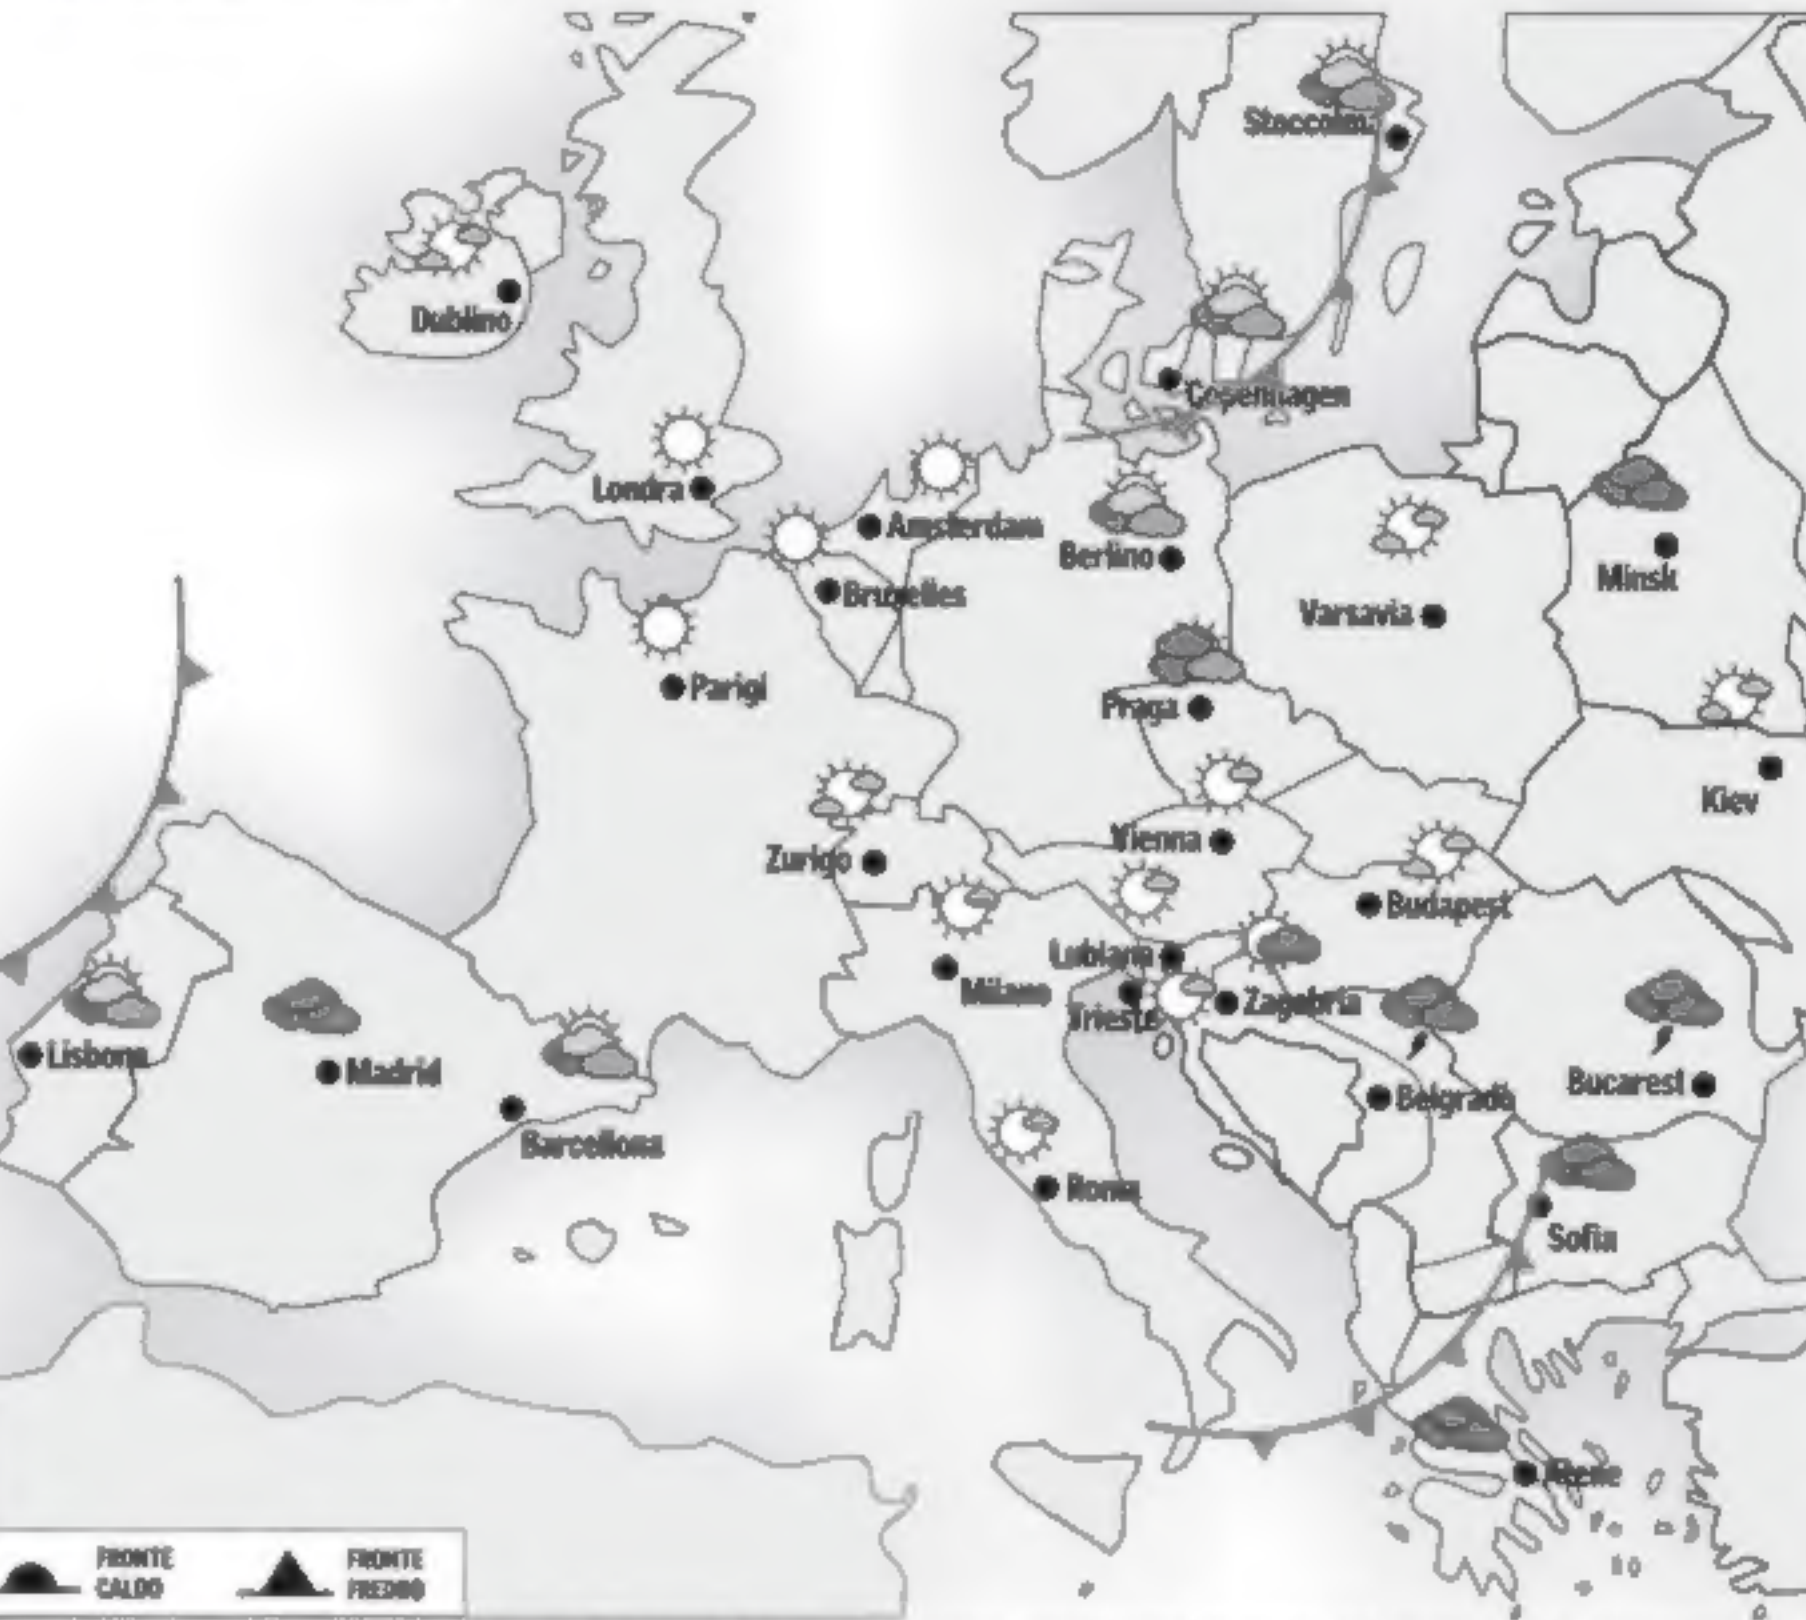 Stoccolma
Dublino
Copenhagen
Londra
Amsterdam
Berlino
Bruxelles
Minsk
Varsavia
Parigi
Praga
Kiev
Vienna
Zurigo
Budapest
Lubiana
Milano
Trieste
Zagabria
Lisbona
Madrid
Bucarest
Belgrado
Barcellona
Roma
Sofia
Atene
FRONTE
CALDO
FRONTE
FREDDO